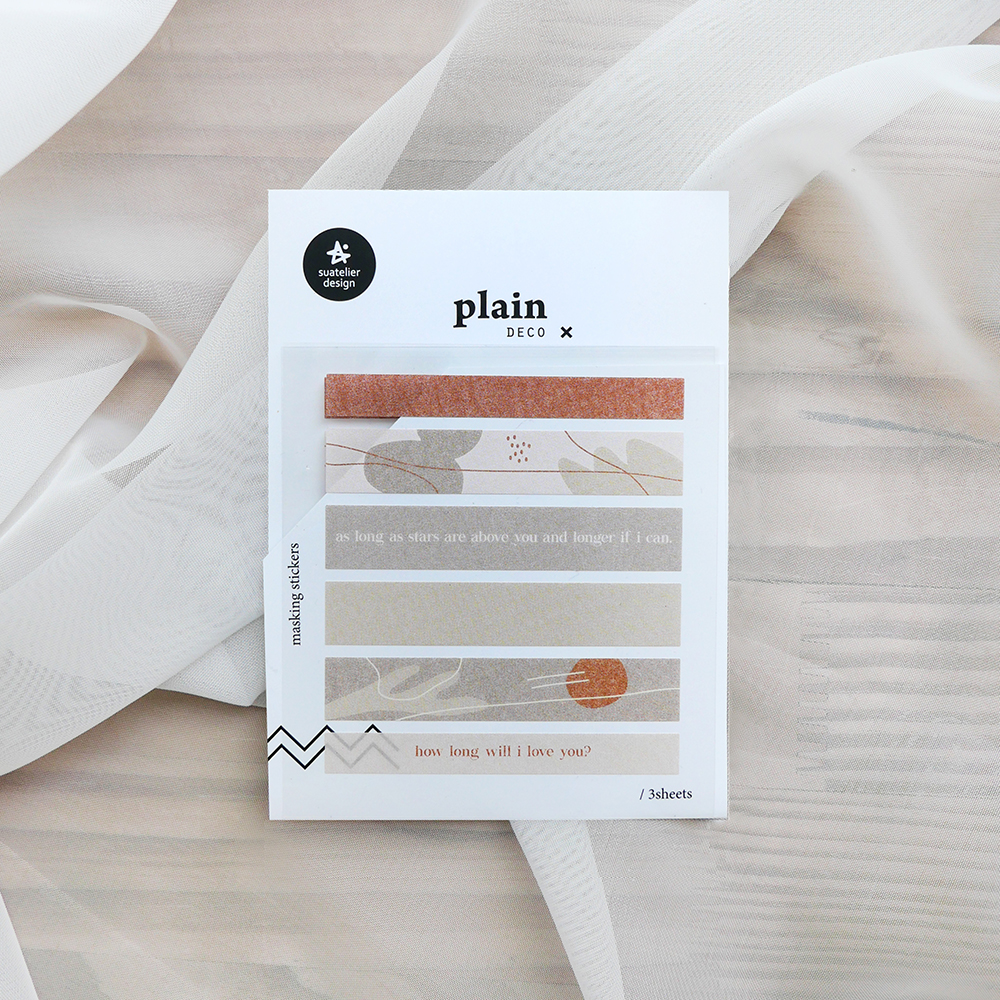 suatelier
design
plain
DECO ×
as long as stars are above you and longer if i can.
masking stickers
how long will i love you?
/ 3sheets